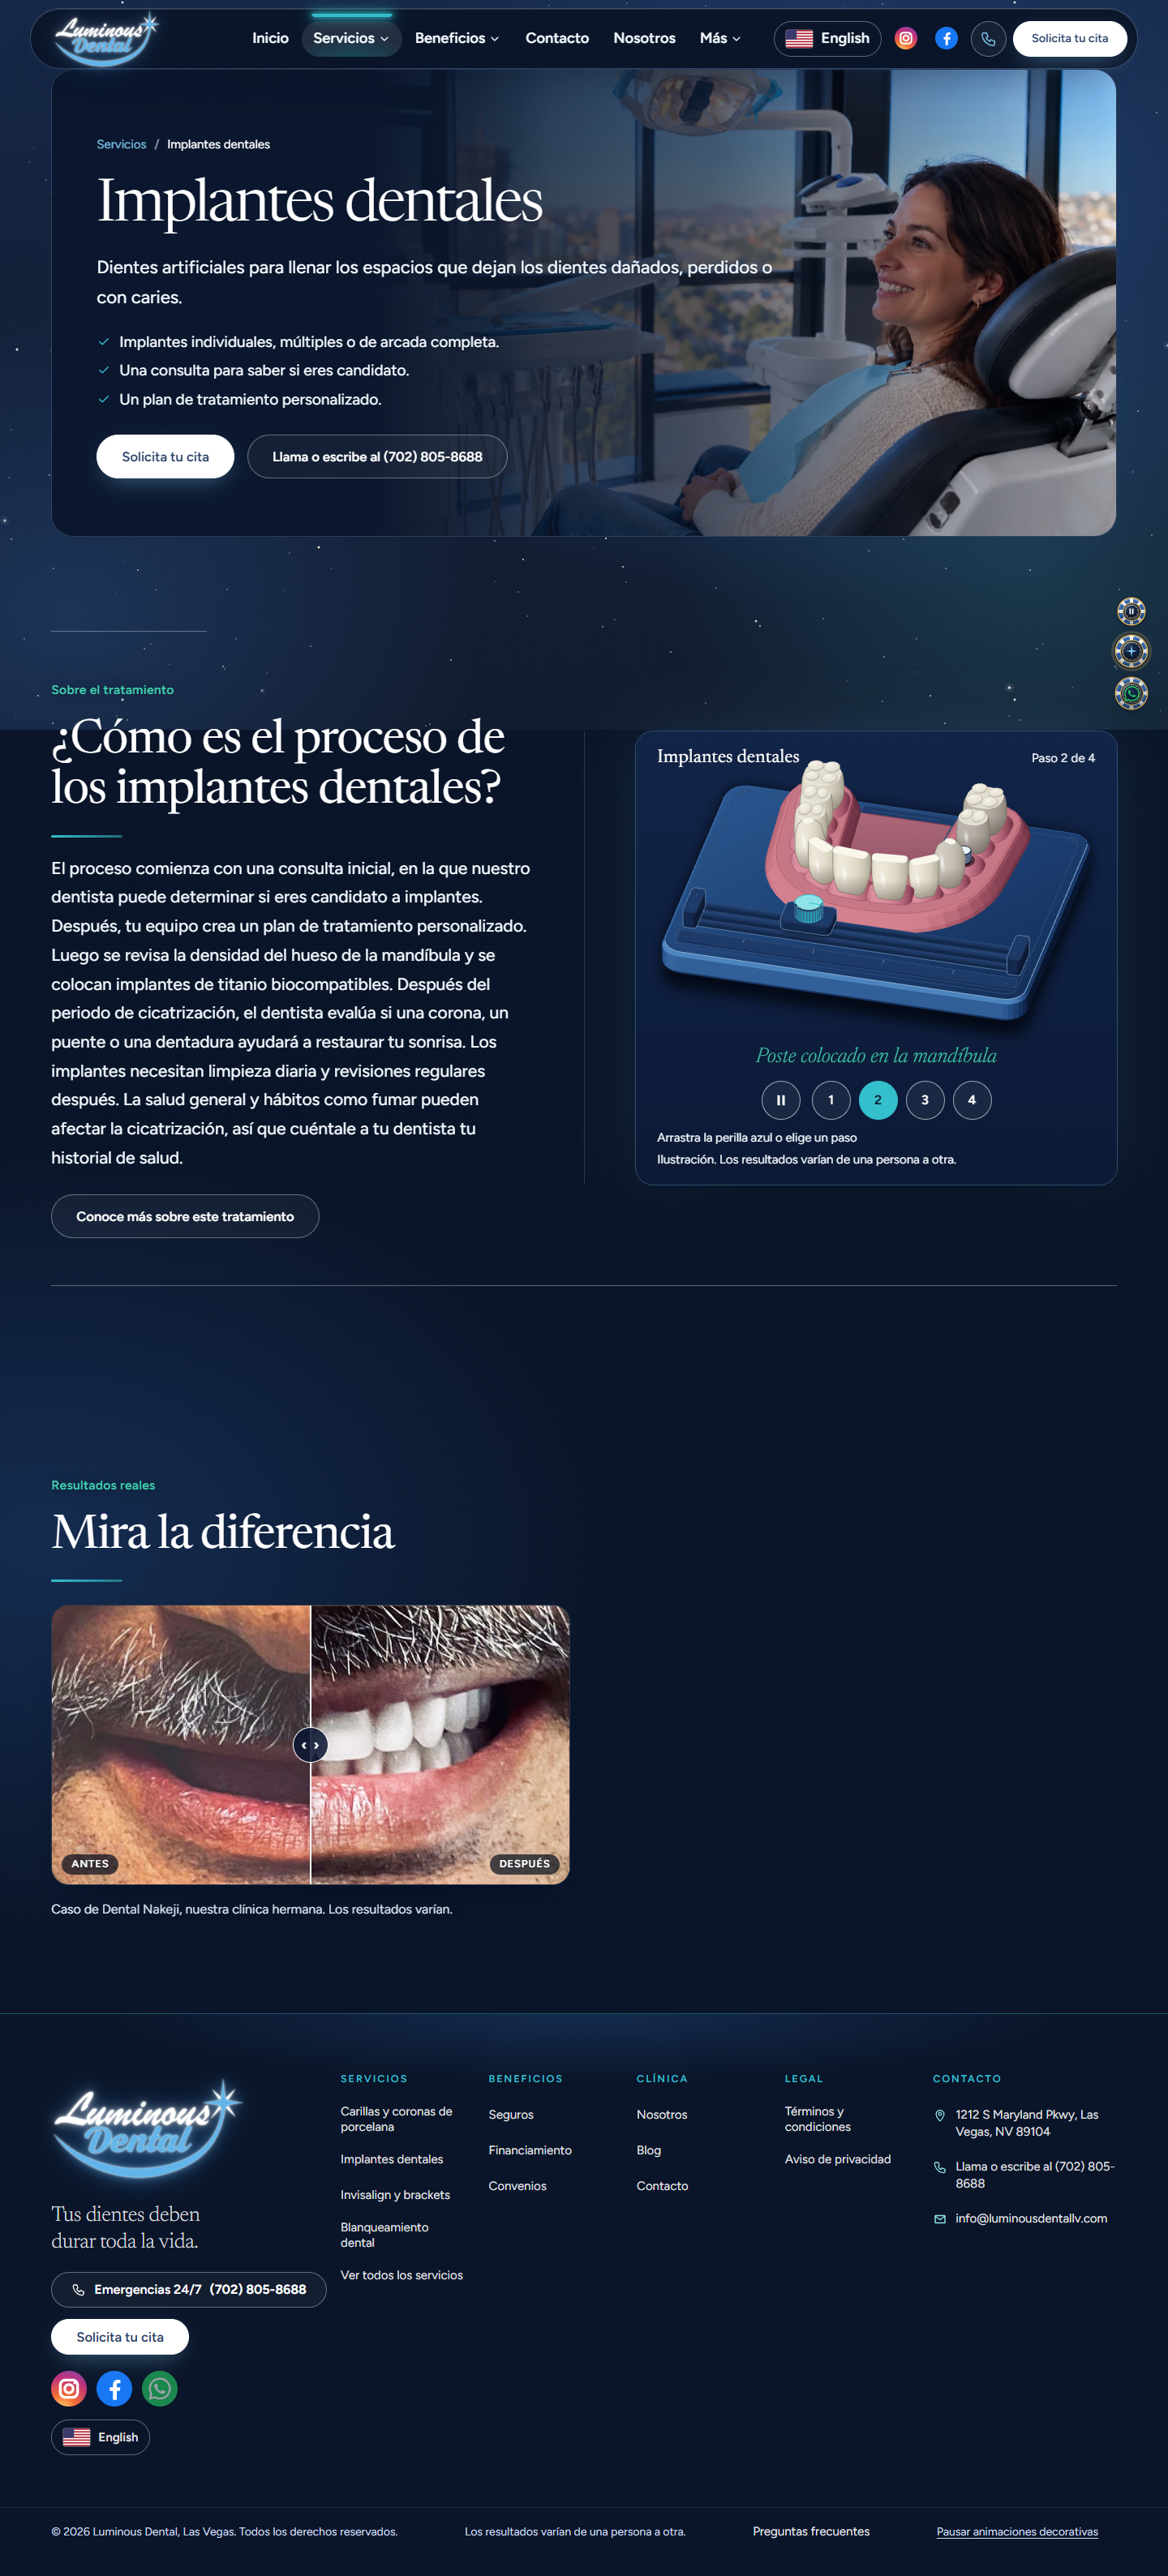 Luminous
Dental
Inicio
Servicios
Beneficios
Contacto
Nosotros
Más
English
Solicita tu cita
Servicios / Implantes dentales
Implantes dentales
Dientes artificiales para llenar los espacios que dejan los dientes dañados, perdidos o
con caries.
Implantes individuales, múltiples o de arcada completa.
Una consulta para saber si eres candidato.
Un plan de tratamiento personalizado.
Solicita tu cita
Llama o escribe al (702) 805-8688
Sobre el tratamiento
¿Cómo es el proceso de
los implantes dentales?
El proceso comienza con una consulta inicial, en la que nuestro
dentista puede determinar si eres candidato a implantes.
Después, tu equipo crea un plan de tratamiento personalizado.
Luego se revisa la densidad del hueso de la mandíbula y se
colocan implantes de titanio biocompatibles. Después del
periodo de cicatrización, el dentista evalúa si una corona, un
puente o una dentadura ayudará a restaurar tu sonrisa. Los
implantes necesitan limpieza diaria y revisiones regulares
después. La salud general y hábitos como fumar pueden
afectar la cicatrización, así que cuéntale a tu dentista tu
historial de salud.
Conoce más sobre este tratamiento
Implantes dentales
Paso 2 de 4
Poste colocado en la mandíbula
1
2
3
4
Arrastra la perilla azul o elige un paso
Ilustración. Los resultados varían de una persona a otra.
Resultados reales
Mira la diferencia
ANTES
DESPUÉS
Caso de Dental Nakeji, nuestra clínica hermana. Los resultados varían.
Luminous
Dental
Tus dientes deben
durar toda la vida.
Emergencias 24/7 (702) 805-8688
Solicita tu cita
English
SERVICIOS
Carillas y coronas de
porcelana
Implantes dentales
Invisalign y brackets
Blanqueamiento
dental
Ver todos los servicios
BENEFICIOS
Seguros
Financiamiento
Convenios
CLÍNICA
Nosotros
Blog
Contacto
LEGAL
Términos y
condiciones
Aviso de privacidad
CONTACTO
1212 S Maryland Pkwy, Las
Vegas, NV 89104
Llama o escribe al (702) 805-
8688
info@luminousdentallv.com
© 2026 Luminous Dental, Las Vegas. Todos los derechos reservados.
Los resultados varían de una persona a otra.
Preguntas frecuentes
Pausar animaciones decorativas